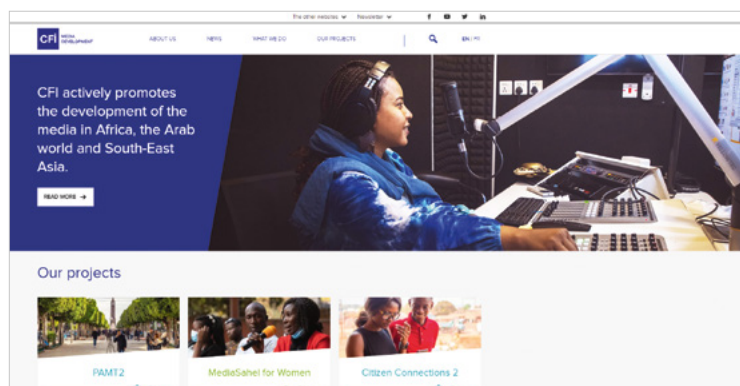 The other websites Newsletter
CFI MEDIA DEVELOPMENT ABOUT US NEWS WHAT WE DO OUR PROJECTS EN
CFI actively promotes
the development of the
media in Africa, the Arab
world and South-East
Asia.
READ MORE →
Our projects
PAMT2 MediaSahel for Women Citizen Connections 2